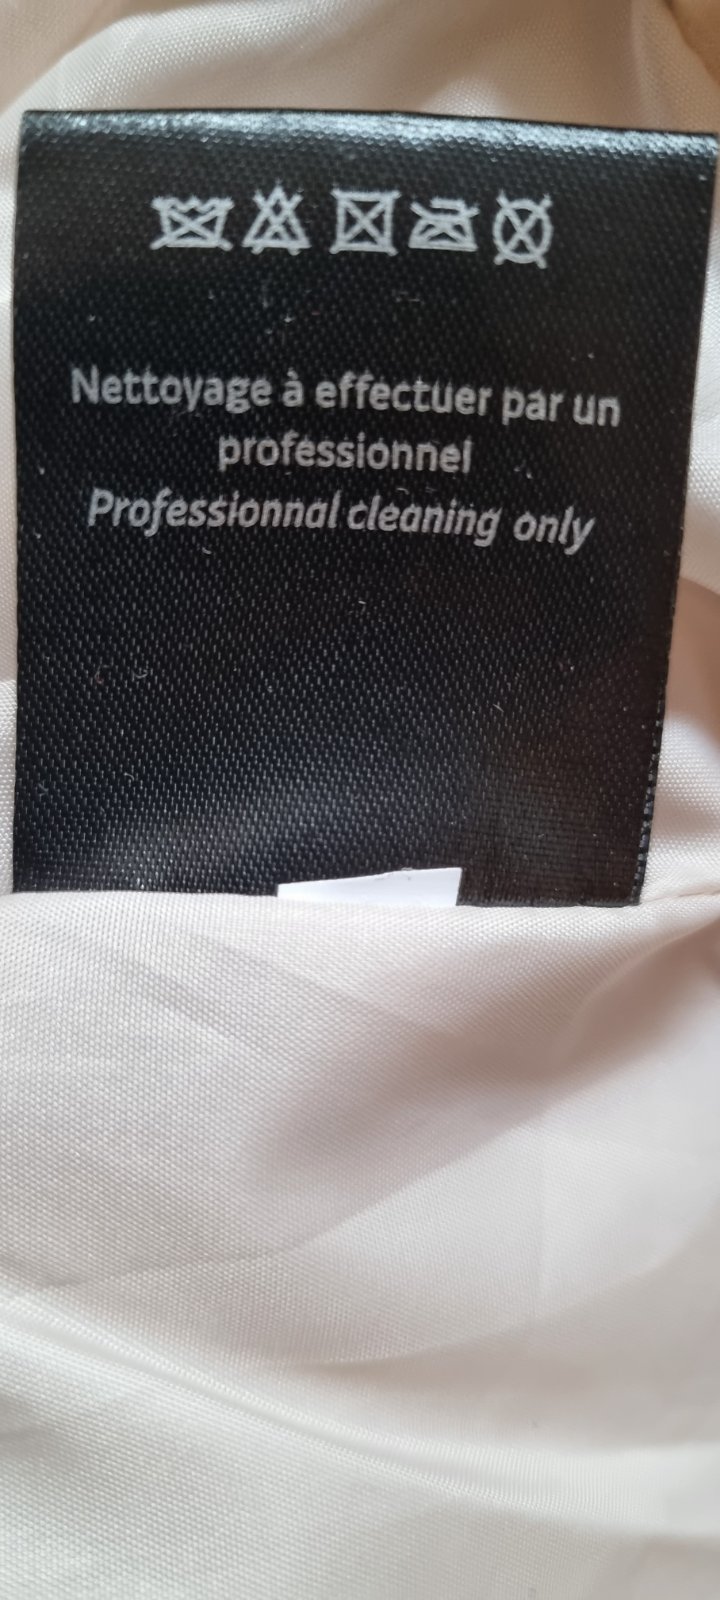 Nettoyage à effectuer par un
professionnel
Professionnal cleaning only